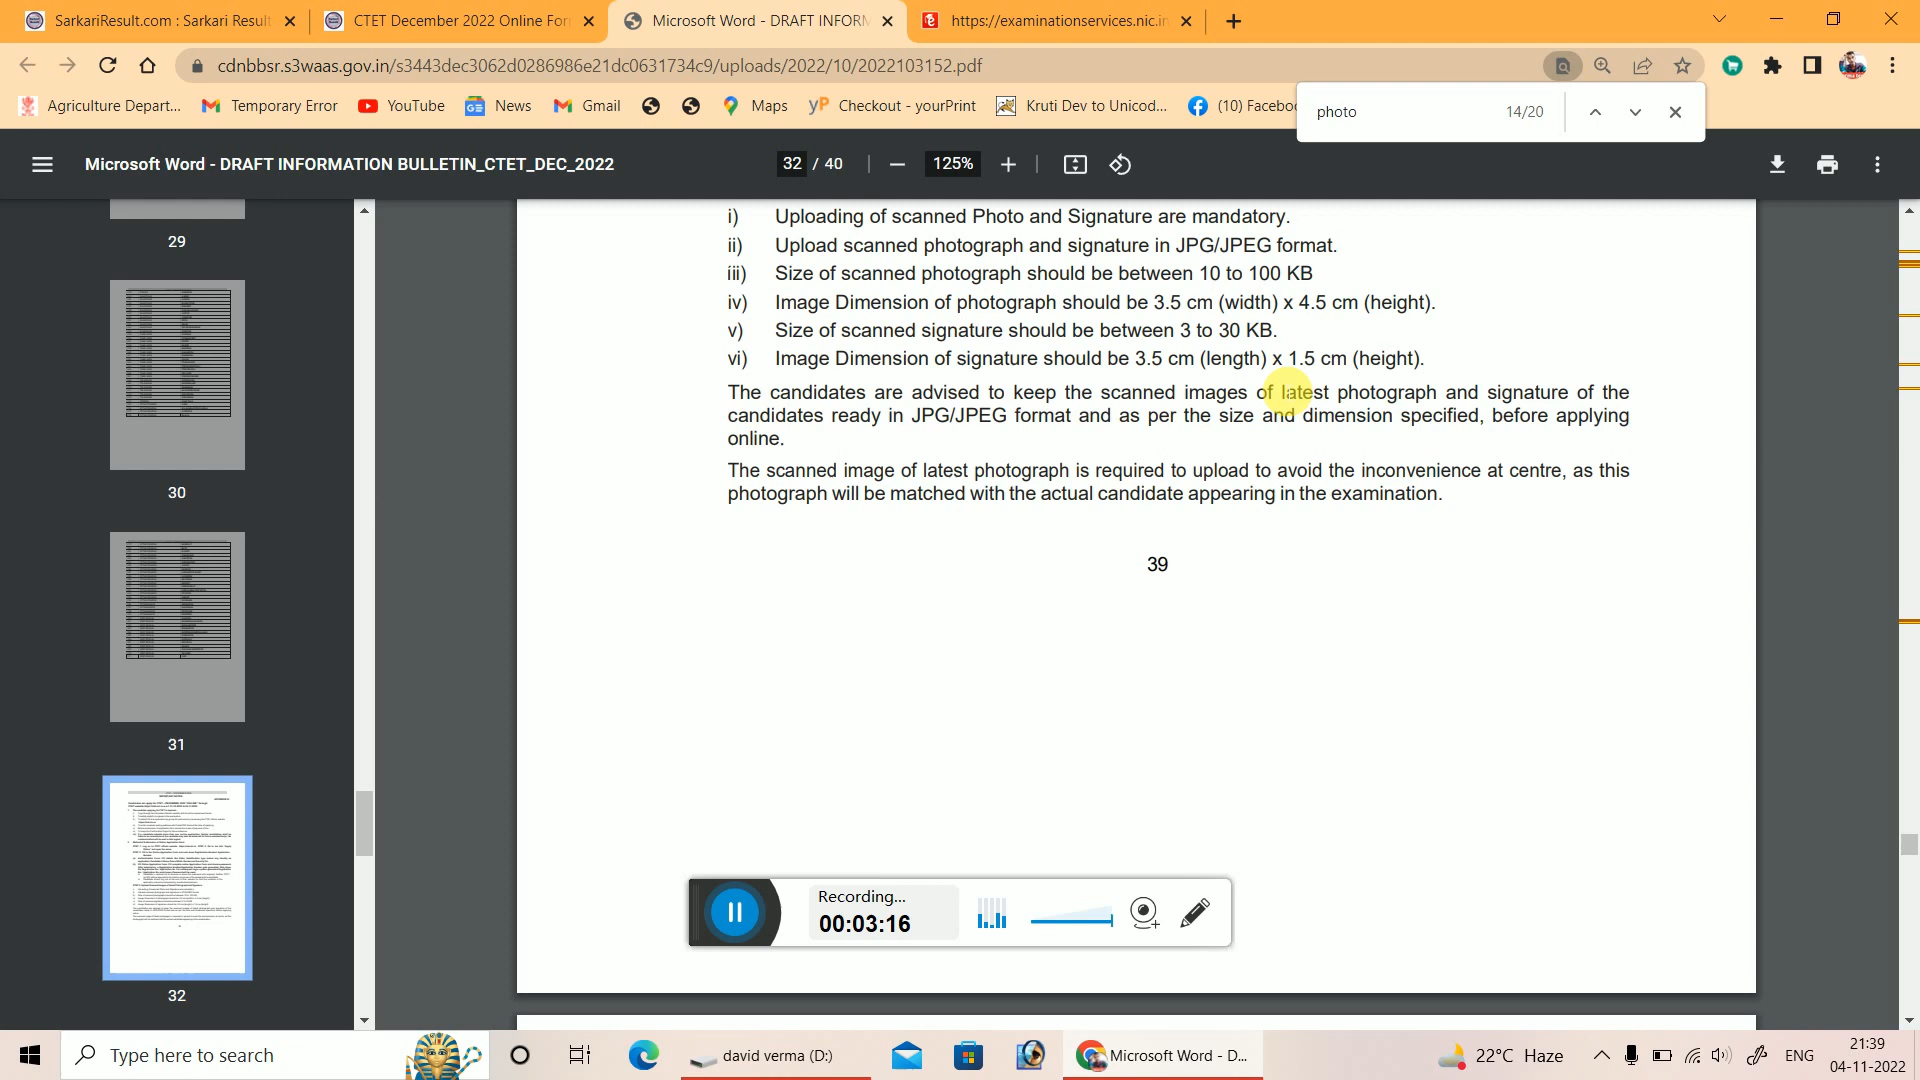 SarkariResult.com : Sarkari Result
CTET December 2022 Online For
Microsoft Word - DRAFT INFORM
https://examinationservices.nic.in
cdnbbsr.s3waas.gov.in/s3443dec3062d0286986e21dc0631734c9/uploads/2022/10/2022103152.pdf
Agriculture Depart...
Temporary Error
YouTube
News
Gmail
Maps
yP Checkout - yourPrint
Kruti Dev to Unicod...
(10) Faceboo
photo 14/20
Microsoft Word - DRAFT INFORMATION BULLETIN_CTET_DEC_2022
32 / 40
125%
29
30
31
32
i) Uploading of scanned Photo and Signature are mandatory.
ii) Upload scanned photograph and signature in JPG/JPEG format.
iii) Size of scanned photograph should be between 10 to 100 KB
iv) Image Dimension of photograph should be 3.5 cm (width) x 4.5 cm (height).
v) Size of scanned signature should be between 3 to 30 KB.
vi) Image Dimension of signature should be 3.5 cm (length) x 1.5 cm (height).
The candidates are advised to keep the scanned images of latest photograph and signature of the
candidates ready in JPG/JPEG format and as per the size and dimension specified, before applying
online.
The scanned image of latest photograph is required to upload to avoid the inconvenience at centre, as this
photograph will be matched with the actual candidate appearing in the examination.
39
Recording...
00:03:16
Type here to search
david verma (D:)
Microsoft Word - D...
22°C Haze
ENG
21:39
04-11-2022